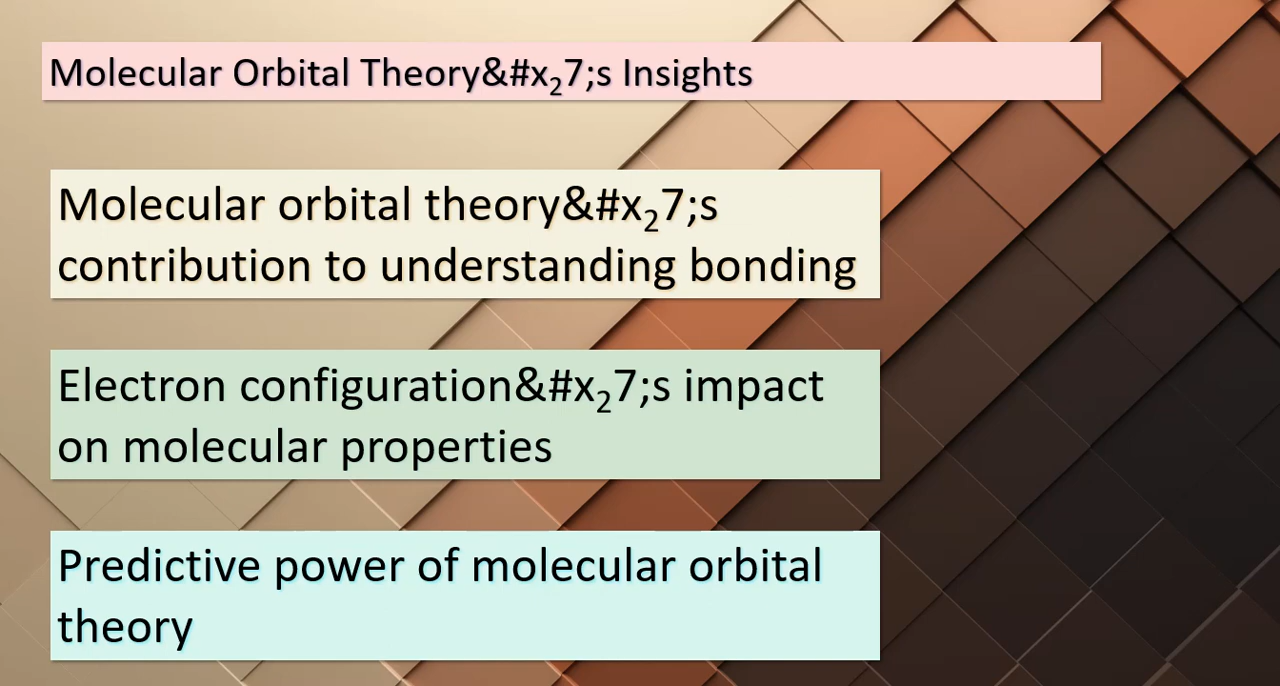 Molecular Orbital Theory&#x₂7;s Insights
Molecular orbital theory&#x₂7;s
contribution to understanding bonding
Electron configuration&#x₂7;s impact
on molecular properties
Predictive power of molecular orbital
theory